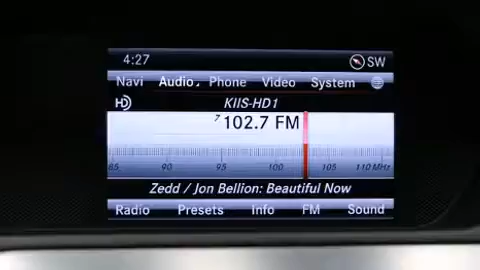 4:27 SW
Navi Audio Phone Video System
HD KIIS-HD1
7 102.7 FM
85 90 95 100 105 110 MHz
Zedd / Jon Bellion: Beautiful Now
Radio Presets Info FM Sound